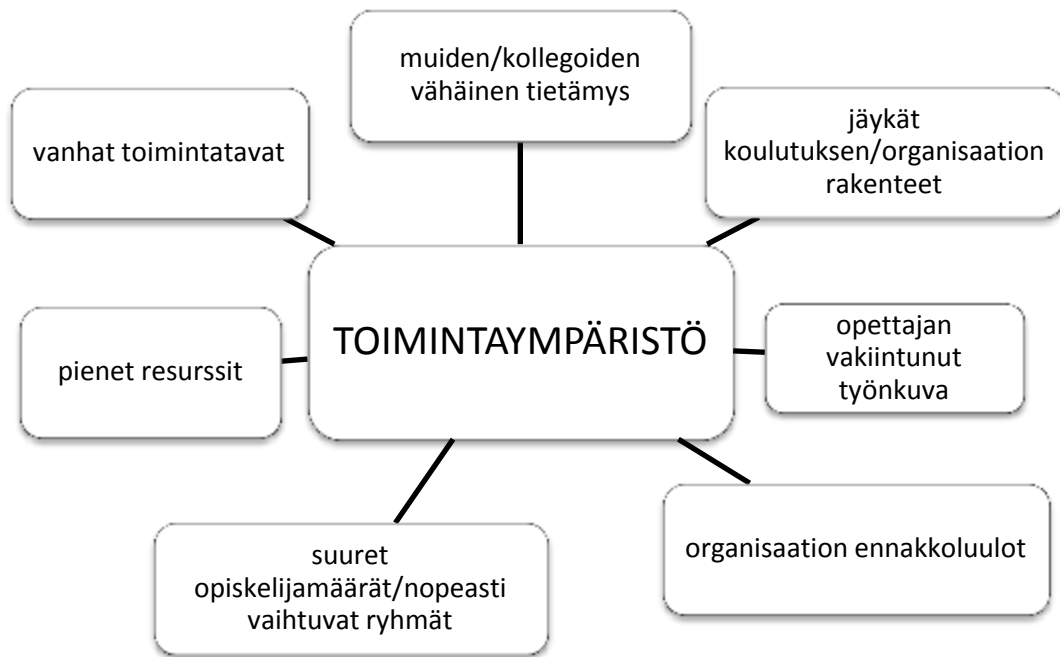 muiden/kollegoiden
vähäinen tietämys
vanhat toimintatavat
jäykät
koulutuksen/organisaation
rakenteet
TOIMINTAYMPÄRISTÖ
pienet resurssit
opettajan
vakiintunut
työnkuva
suuret
opiskelijamäärät/nopeasti
vaihtuvat ryhmät
organisaation ennakkoluulot